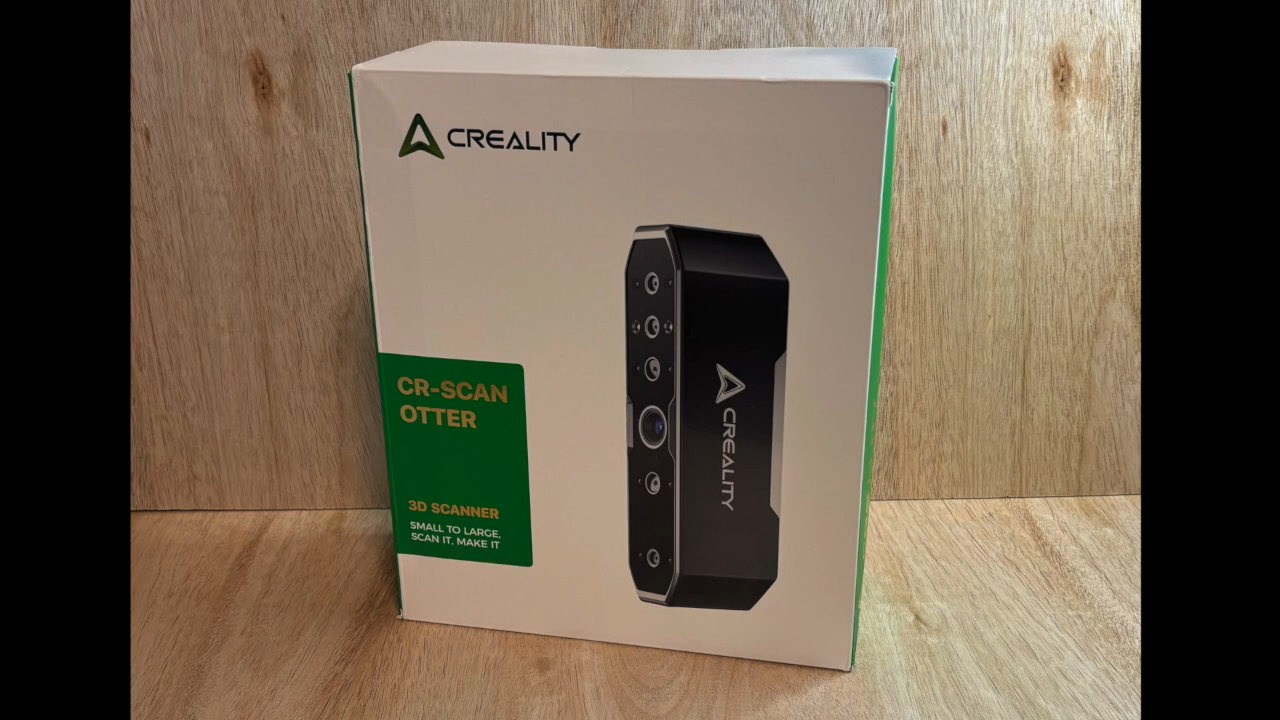 CREALITY
CREALITY
CR-SCAN
OTTER
3D SCANNER
SMALL TO LARGE,
SCAN IT, MAKE IT